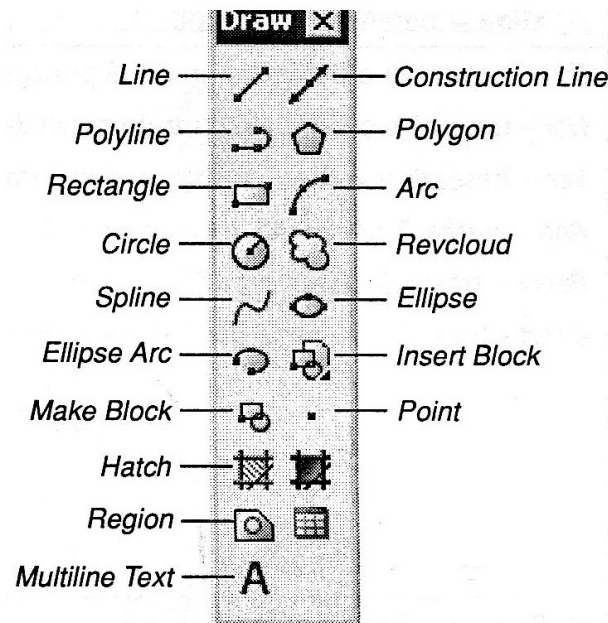 Draw X
Line Construction Line
Polyline Polygon
Rectangle Arc
Circle Revcloud
Spline Ellipse
Ellipse Arc Insert Block
Make Block Point
Hatch
Region
Multiline Text A